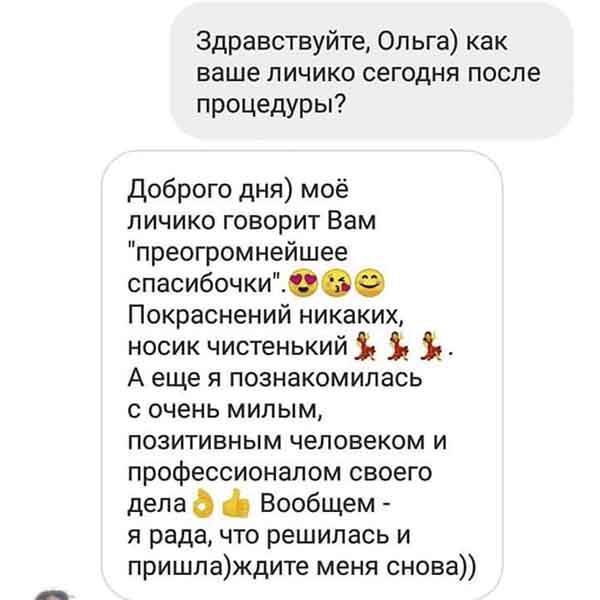 Здравствуйте, Ольга) как
ваше личико сегодня после
процедуры?
Доброго дня) моё
личико говорит Вам
"преогромнейшее
спасибочки".😍😘😊
Покраснений никаких,
носик чистенький💃💃💃.
А еще я познакомилась
с очень милым,
позитивным человеком и
профессионалом своего
дела👌👍 Вообщем -
я рада, что решилась и
пришла)ждите меня снова))